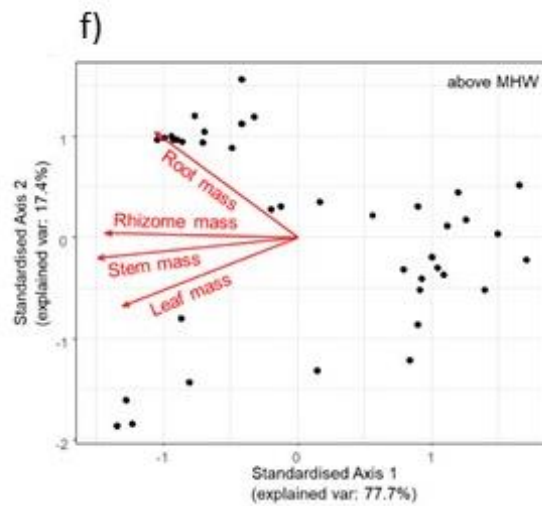 f)
above MHW
Standardised Axis 2
(explained var: 17.4%)
1
0
-1
-2
Root mass
Rhizome mass
Stem mass
Leaf mass
-1
0
1
Standardised Axis 1
(explained var: 77.7%)